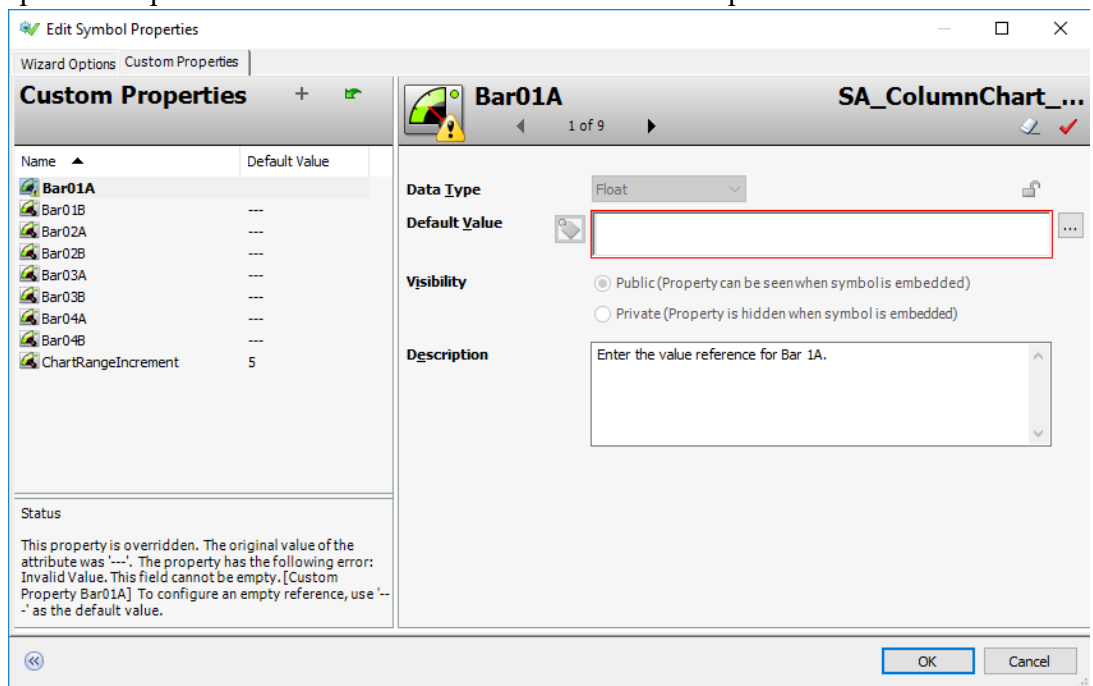 Edit Symbol Properties
Wizard Options Custom Properties
Custom Properties
Name Default Value
Bar01A
Bar01B ---
Bar02A ---
Bar02B ---
Bar03A ---
Bar03B ---
Bar04A ---
Bar04B ---
ChartRangeIncrement 5
Status
This property is overridden. The original value of the
attribute was '---'. The property has the following error:
Invalid Value. This field cannot be empty. [Custom
Property Bar01A] To configure an empty reference, use '--
-' as the default value.
Bar01A SA_ColumnChart_...
1 of 9
Data Type Float
Default Value ...
Visibility Public (Property can be seen when symbol is embedded)
Private (Property is hidden when symbol is embedded)
Description Enter the value reference for Bar 1A.
OK Cancel